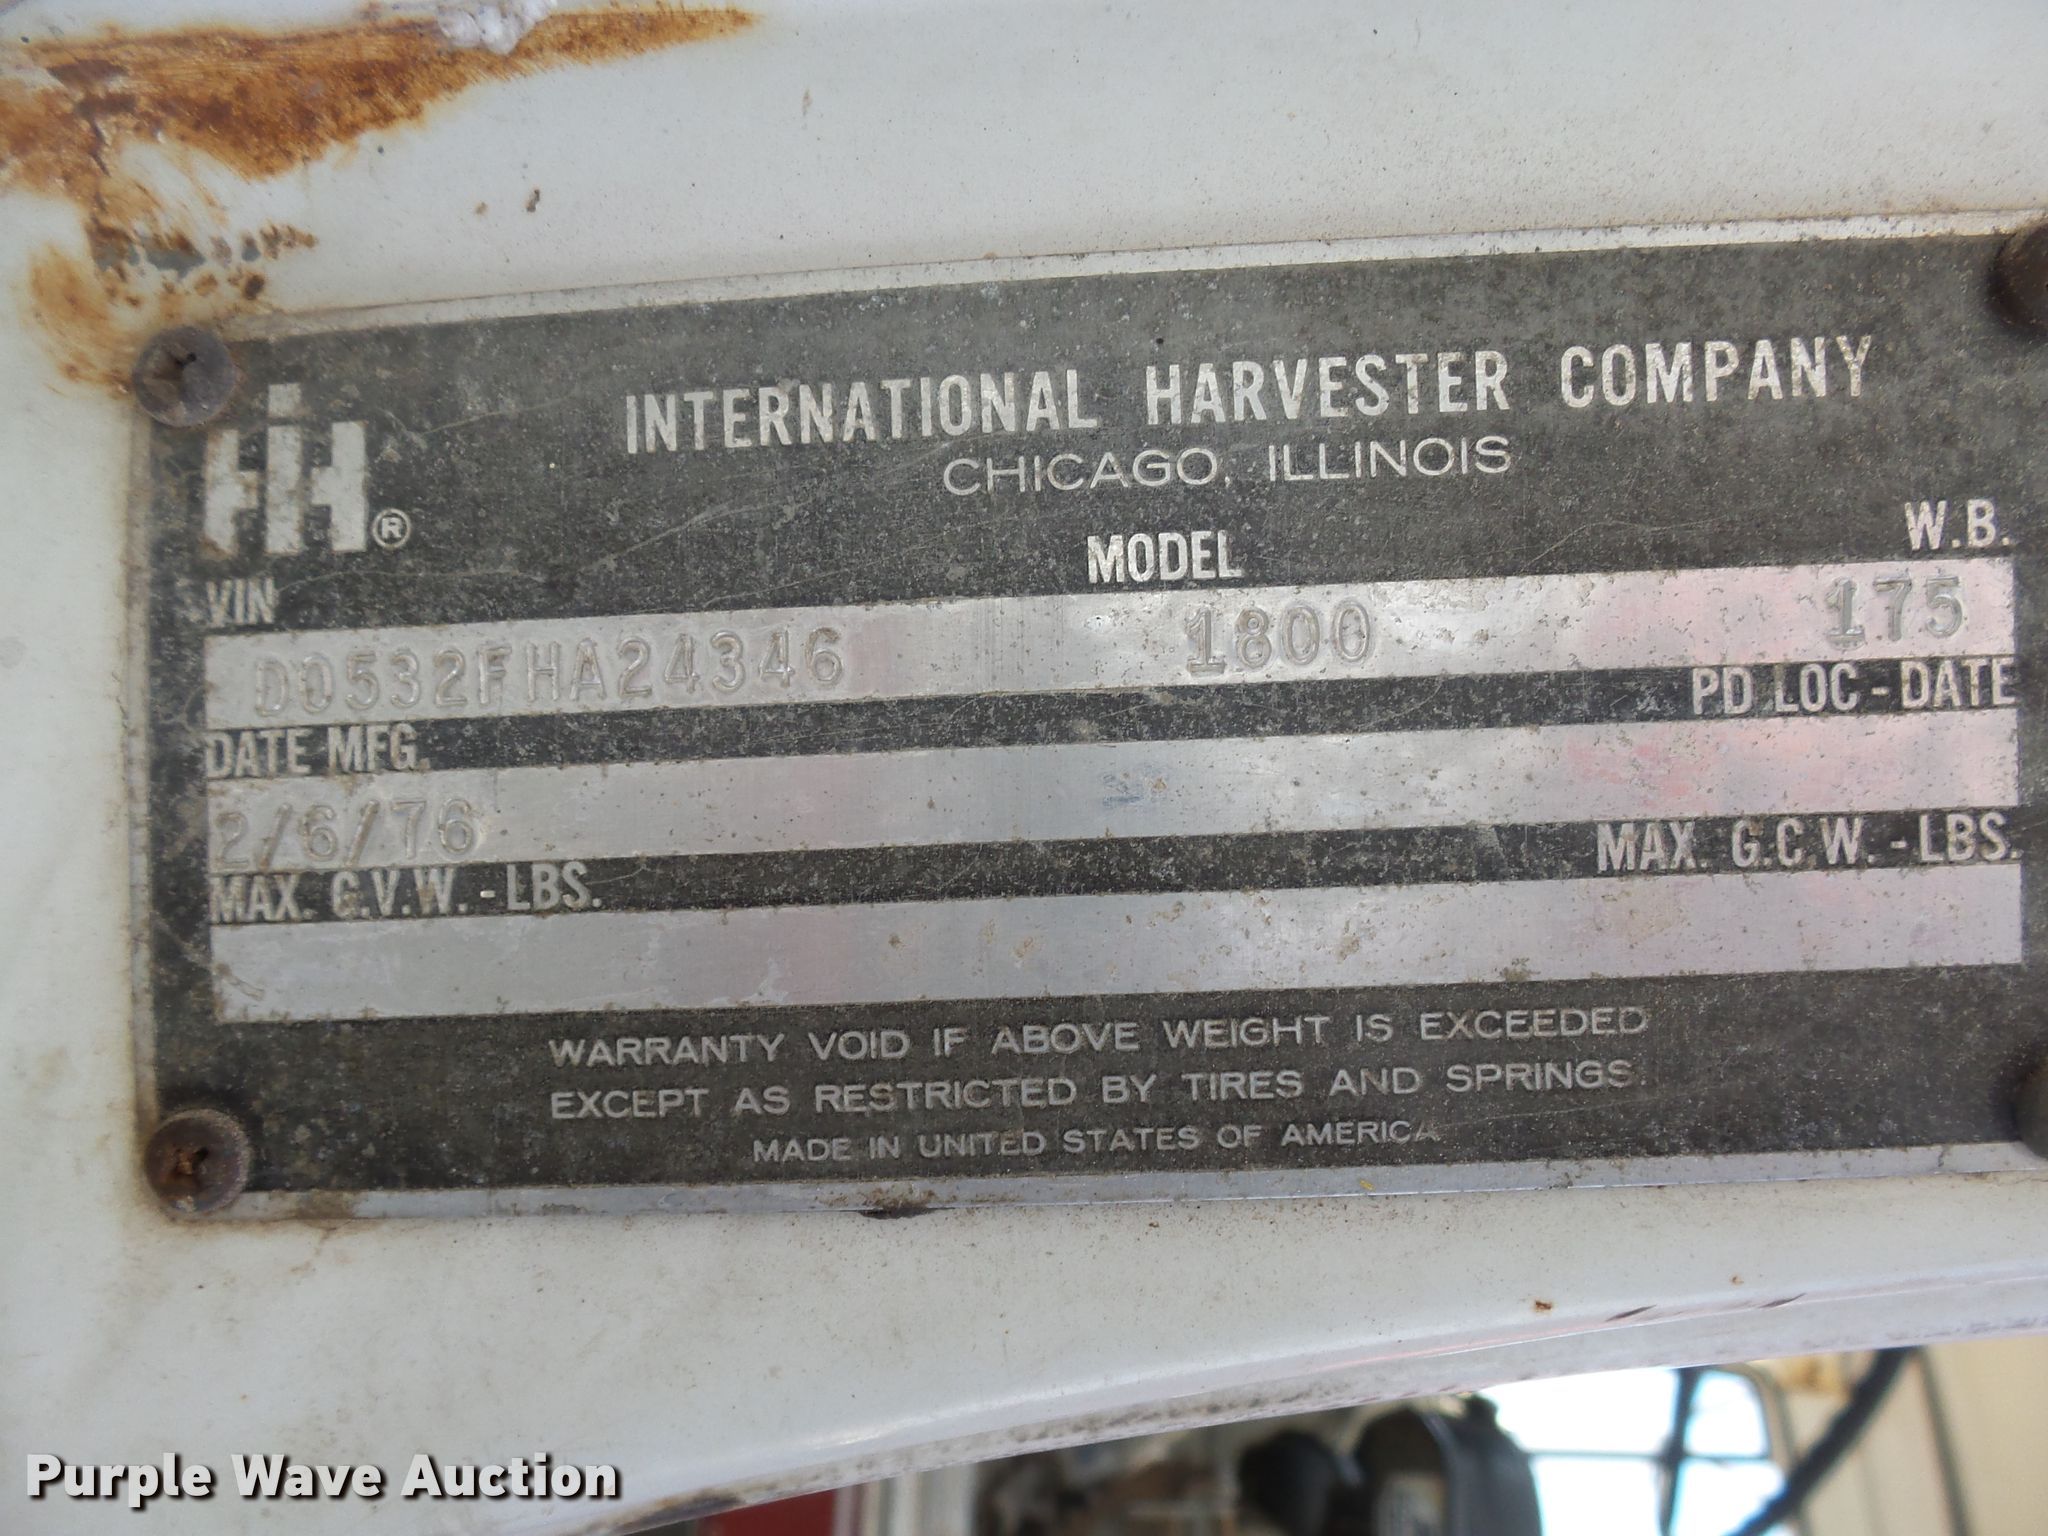 IH®
INTERNATIONAL HARVESTER COMPANY
CHICAGO, ILLINOIS
VIN MODEL W.B.
D0532FHA24346 1800 175
DATE MFG. PD LOC-DATE
2/6/76
MAX. G.V.W.-LBS. MAX. G.C.W.-LBS.
WARRANTY VOID IF ABOVE WEIGHT IS EXCEEDED
EXCEPT AS RESTRICTED BY TIRES AND SPRINGS.
MADE IN UNITED STATES OF AMERICA
Purple Wave Auction